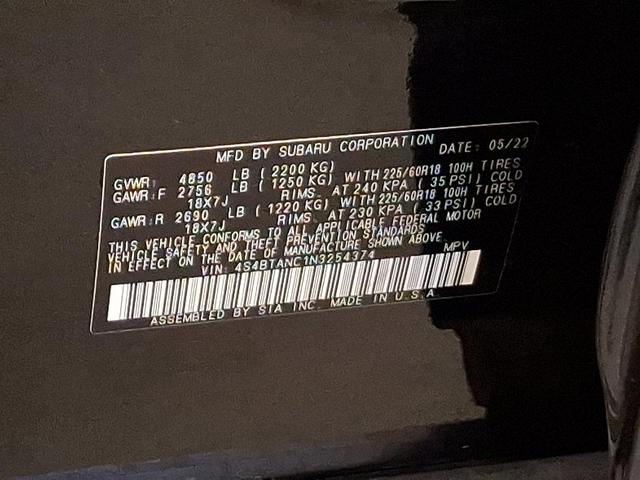 MFD BY SUBARU CORPORATION DATE: 05/22
GVWR: 4850 LB (2200 KG)
GAWR:F 2756 LB (1250 KG) WITH 225/60R18 100H TIRES
18X7J RIMS. AT 240 KPA (35 PSI) COLD
GAWR:R 2690 LB (1220 KG) WITH 225/60R18 100H TIRES
18X7J RIMS. AT 230 KPA (33 PSI) COLD
THIS VEHICLE CONFORMS TO ALL APPLICABLE FEDERAL MOTOR
VEHICLE SAFETY AND THEFT PREVENTION STANDARDS
IN EFFECT ON THE DATE OF MANUFACTURE SHOWN ABOVE.
VIN: 4S4BTANC1N3254374 MPV
ASSEMBLED BY SIA INC. MADE IN U.S.A.